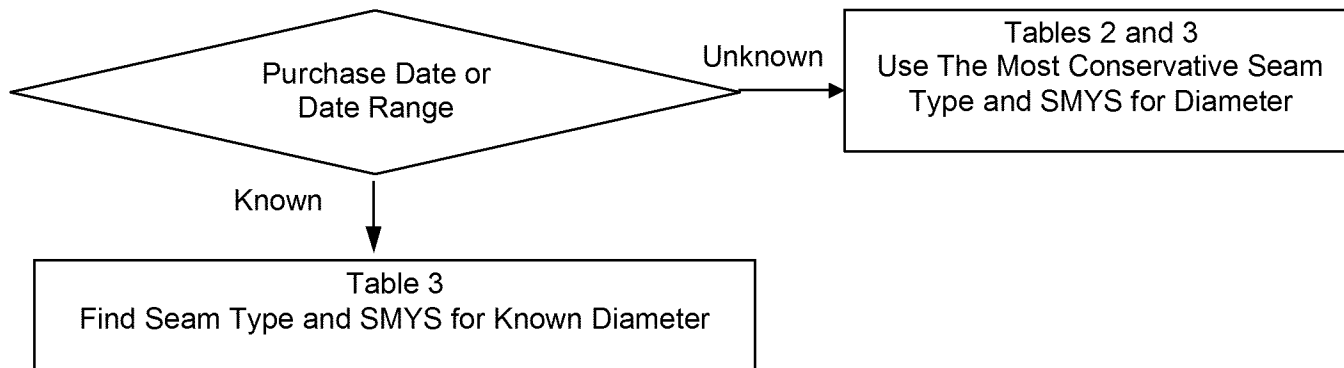 Purchase Date or
Date Range
Unknown
Tables 2 and 3
Use The Most Conservative Seam
Type and SMYS for Diameter
Known
Table 3
Find Seam Type and SMYS for Known Diameter